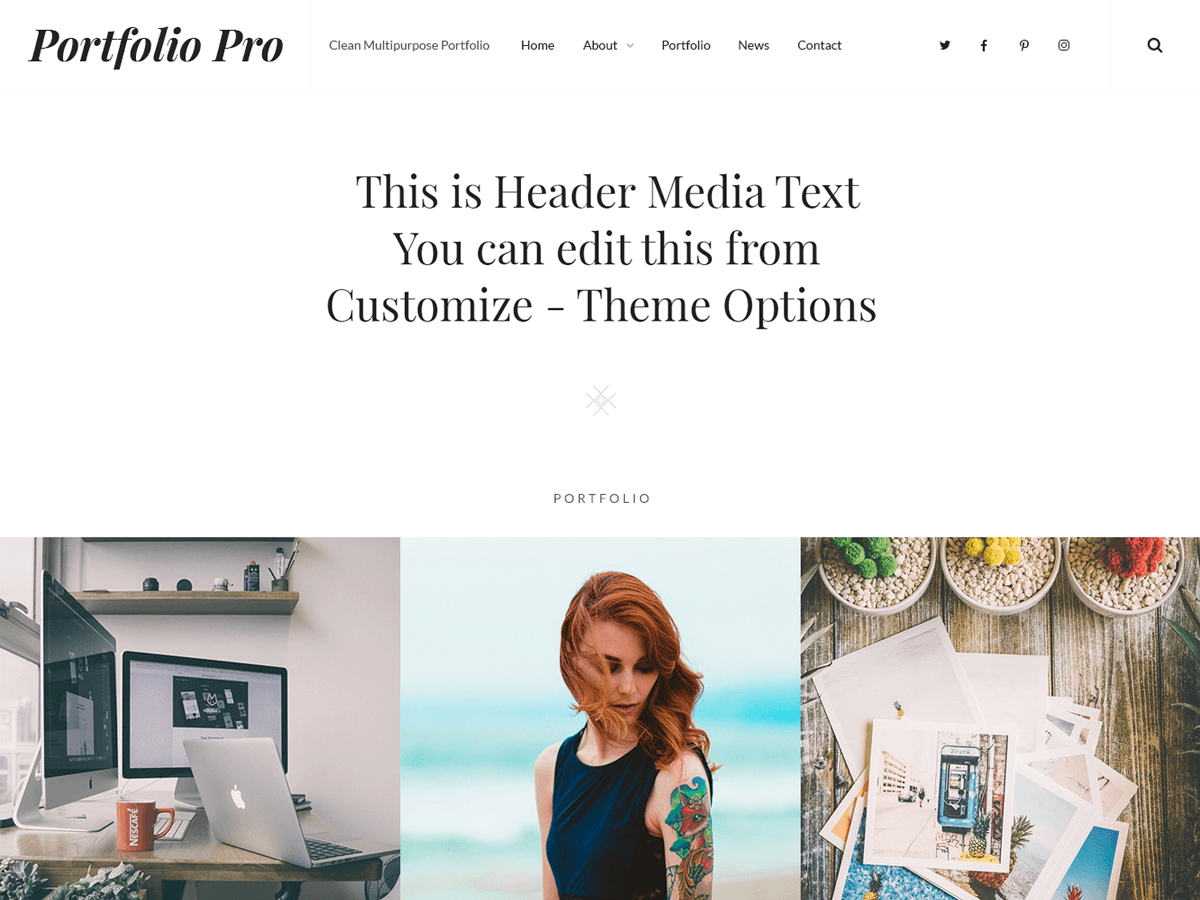 Portfolio Pro
Clean Multipurpose Portfolio
Home
About
Portfolio
News
Contact
This is Header Media Text
You can edit this from
Customize - Theme Options
PORTFOLIO
NESCAFÉ